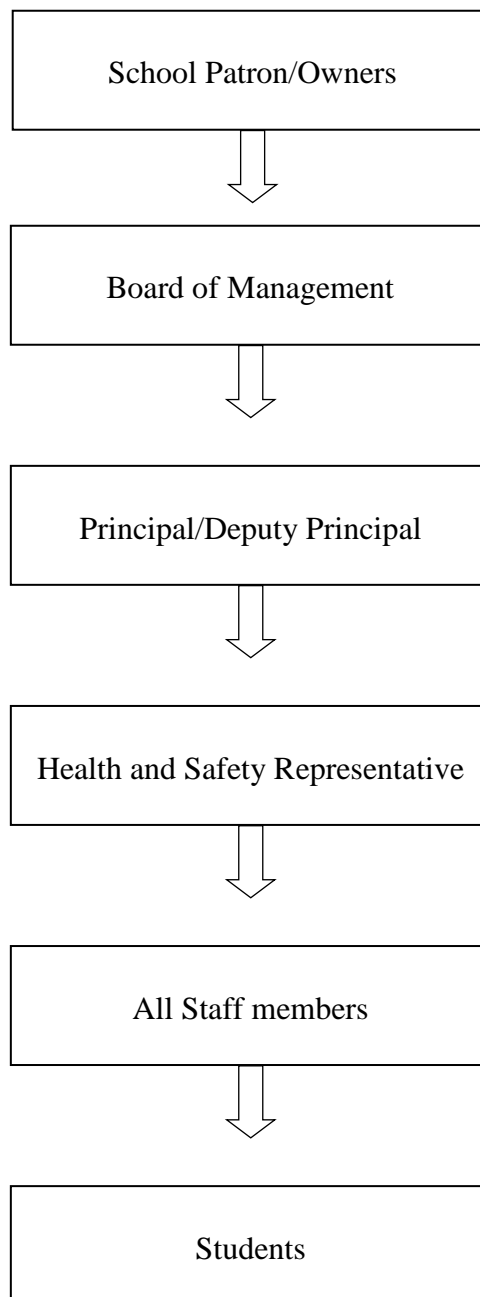 School Patron/Owners
Board of Management
Principal/Deputy Principal
Health and Safety Representative
All Staff members
Students